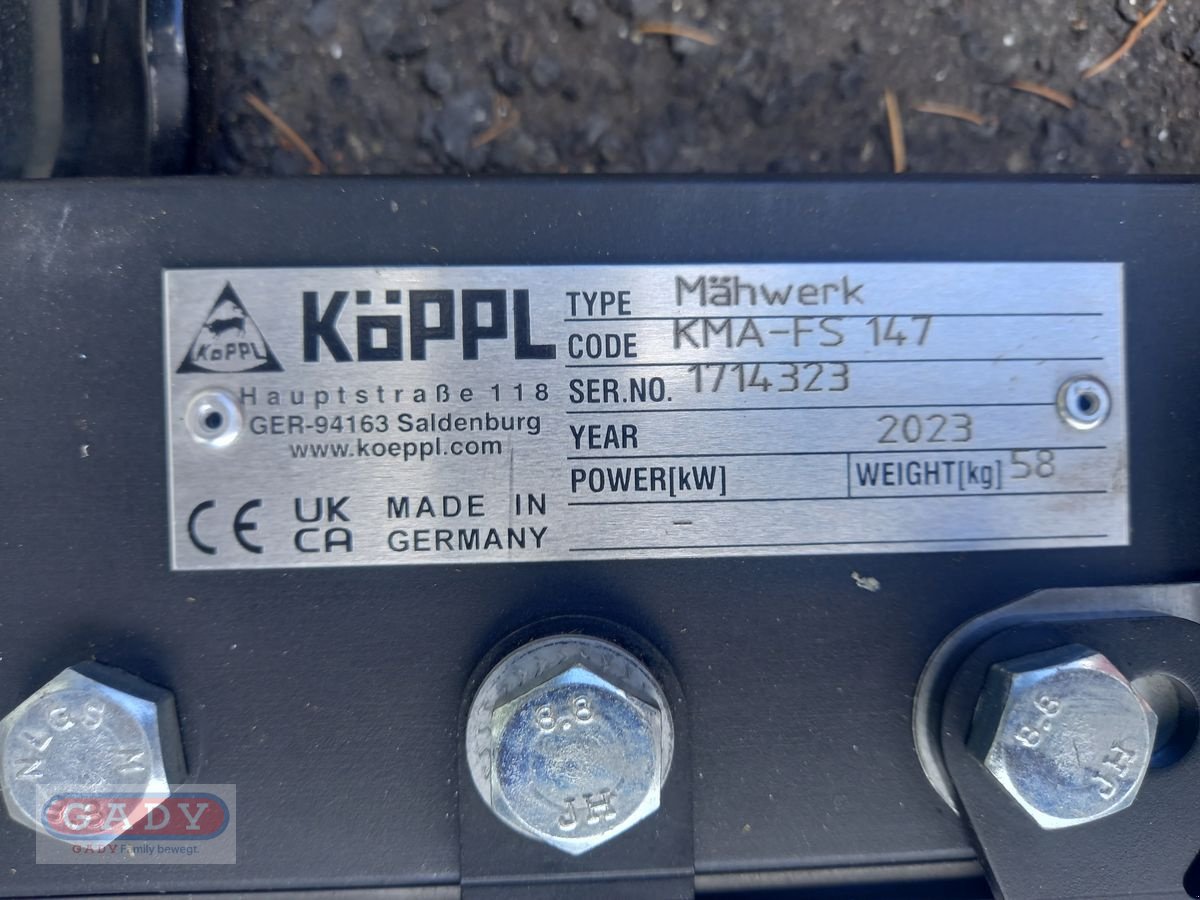 KöPPL
KöPPL
Hauptstraße 118
GER-94163 Saldenburg
www.koeppl.com
CE UK CA MADE IN GERMANY
TYPE Mähwerk
CODE KMA-FS 147
SER.NO. 1714323
YEAR 2023
POWER[kW] WEIGHT[kg] 58
-
8.8
JH
8.8
HT
GADY
GADY Family bewegt.